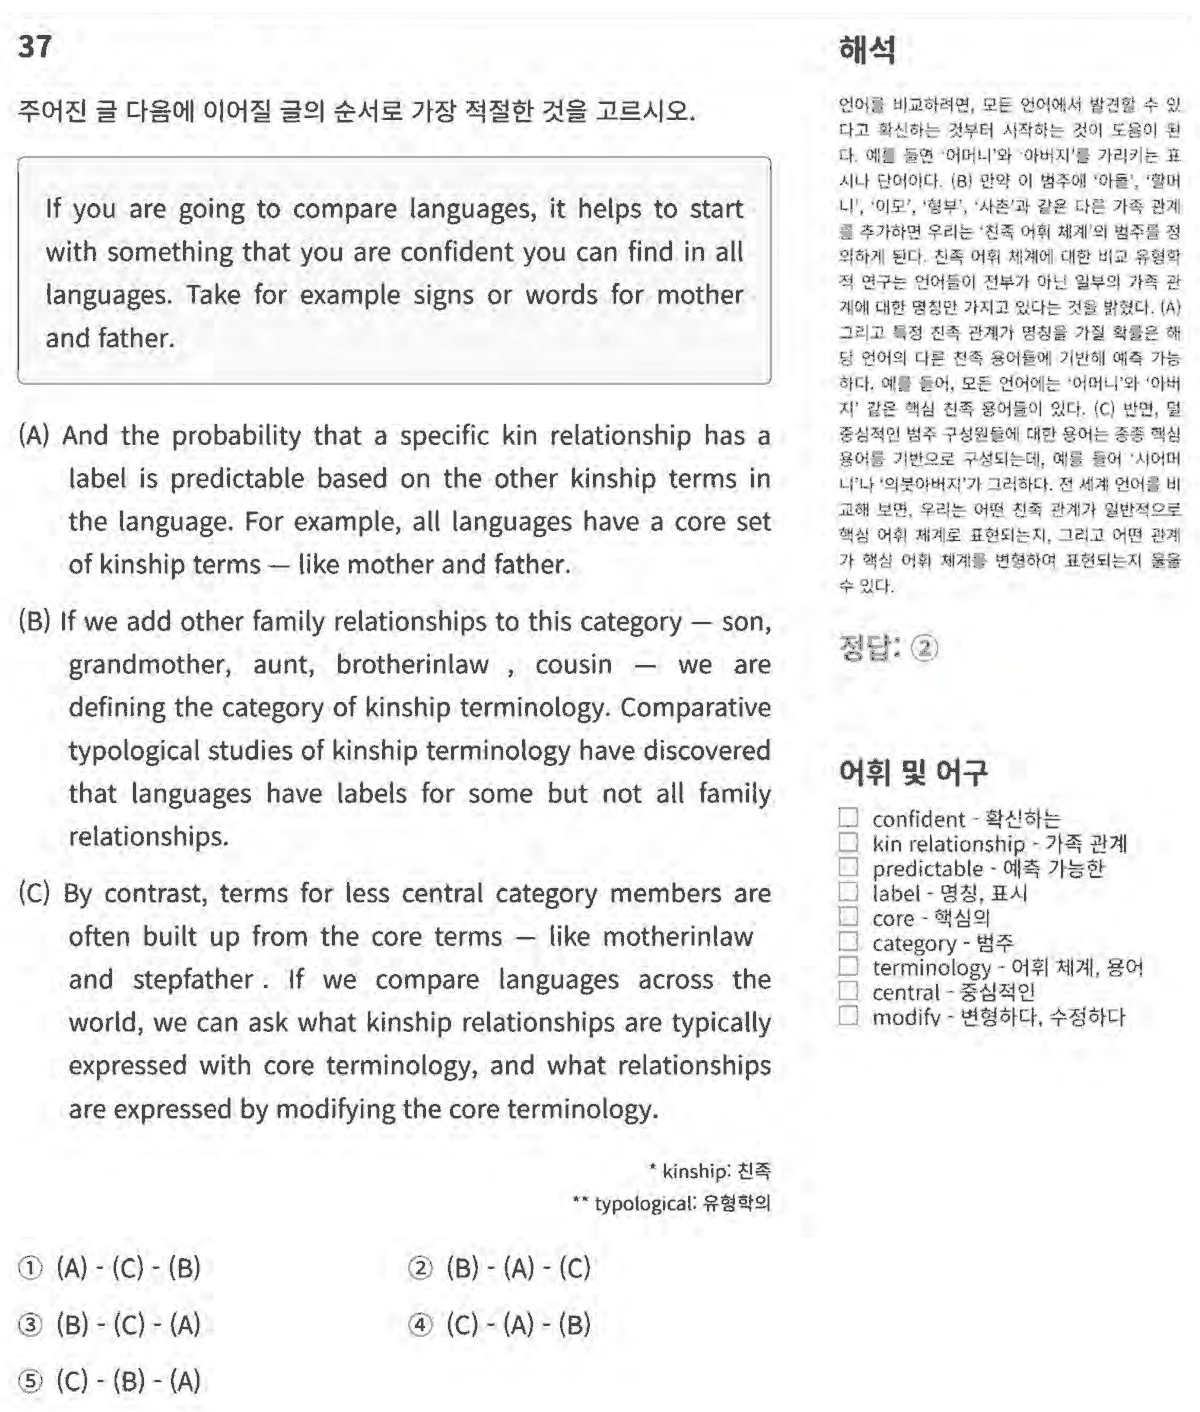 37
주어진 글 다음에 이어질 글의 순서로 가장 적절한 것을 고르시오.
If you are going to compare languages, it helps to start
with something that you are confident you can find in all
languages. Take for example signs or words for mother
and father.
(A) And the probability that a specific kin relationship has a
label is predictable based on the other kinship terms in
the language. For example, all languages have a core set
of kinship terms — like mother and father.
(B) If we add other family relationships to this category — son,
grandmother, aunt, brotherinlaw , cousin — we are
defining the category of kinship terminology. Comparative
typological studies of kinship terminology have discovered
that languages have labels for some but not all family
relationships.
(C) By contrast, terms for less central category members are
often built up from the core terms — like motherinlaw
and stepfather . If we compare languages across the
world, we can ask what kinship relationships are typically
expressed with core terminology, and what relationships
are expressed by modifying the core terminology.
* kinship: 친족
** typological: 유형학의
① (A) - (C) - (B)
② (B) - (A) - (C)
③ (B) - (C) - (A)
④ (C) - (A) - (B)
⑤ (C) - (B) - (A)
해석
언어를 비교하려면, 모든 언어에서 발견할 수 있
다고 확신하는 것부터 시작하는 것이 도움이 된
다. 예를 들면 '어머니'와 '아버지'를 가리키는 표
시나 단어이다. (B) 만약 이 범주에 '아들', '할머
니', '이모', '형부', '사촌'과 같은 다른 가족 관계
를 추가하면 우리는 '친족 어휘 체계'의 범주를 정
의하게 된다. 친족 어휘 체계에 대한 비교 유형학
적 연구는 언어들이 전부가 아닌 일부의 가족 관
계에 대한 명칭만 가지고 있다는 것을 밝혔다. (A)
그리고 특정 친족 관계가 명칭을 가질 확률은 해
당 언어의 다른 친족 용어들에 기반해 예측 가능
하다. 예를 들어, 모든 언어에는 '어머니'와 '아버
지' 같은 핵심 친족 용어들이 있다. (C) 반면, 덜
중심적인 범주 구성원들에 대한 용어는 종종 핵심
용어를 기반으로 구성되는데, 예를 들어 '시어머
니'나 '의붓아버지'가 그러하다. 전 세계 언어를 비
교해 보면, 우리는 어떤 친족 관계가 일반적으로
핵심 어휘 체계로 표현되는지, 그리고 어떤 관계
가 핵심 어휘 체계를 변형하여 표현되는지 물을
수 있다.
정답: ②
어휘 및 어구
☐ confident - 확신하는
☐ kin relationship - 가족 관계
☐ predictable - 예측 가능한
☐ label - 명칭, 표시
☐ core - 핵심의
☐ category - 범주
☐ terminology - 어휘 체계, 용어
☐ central - 중심적인
☐ modify - 변형하다, 수정하다